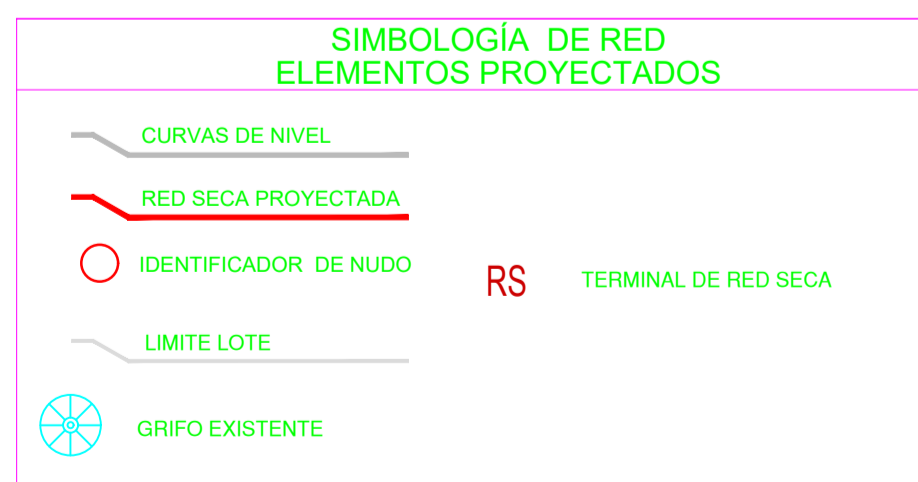 SIMBOLOGÍA DE RED
ELEMENTOS PROYECTADOS
CURVAS DE NIVEL
RED SECA PROYECTADA
IDENTIFICADOR DE NUDO
RS TERMINAL DE RED SECA
LIMITE LOTE
GRIFO EXISTENTE